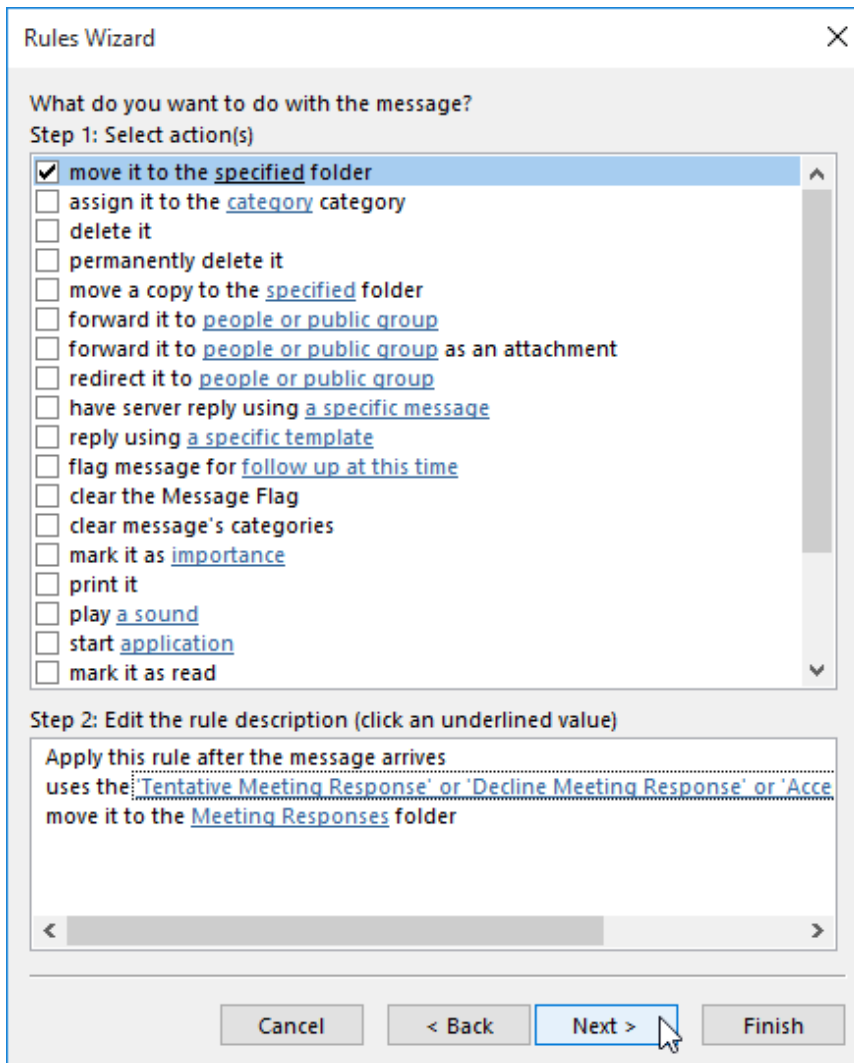 Rules Wizard
What do you want to do with the message?
Step 1: Select action(s)
move it to the specified folder
assign it to the category category
delete it
permanently delete it
move a copy to the specified folder
forward it to people or public group
forward it to people or public group as an attachment
redirect it to people or public group
have server reply using a specific message
reply using a specific template
flag message for follow up at this time
clear the Message Flag
clear message's categories
mark it as importance
print it
play a sound
start application
mark it as read
Step 2: Edit the rule description (click an underlined value)
Apply this rule after the message arrives
uses the 'Tentative Meeting Response' or 'Decline Meeting Response' or 'Acce
move it to the Meeting Responses folder
Cancel < Back Next > Finish